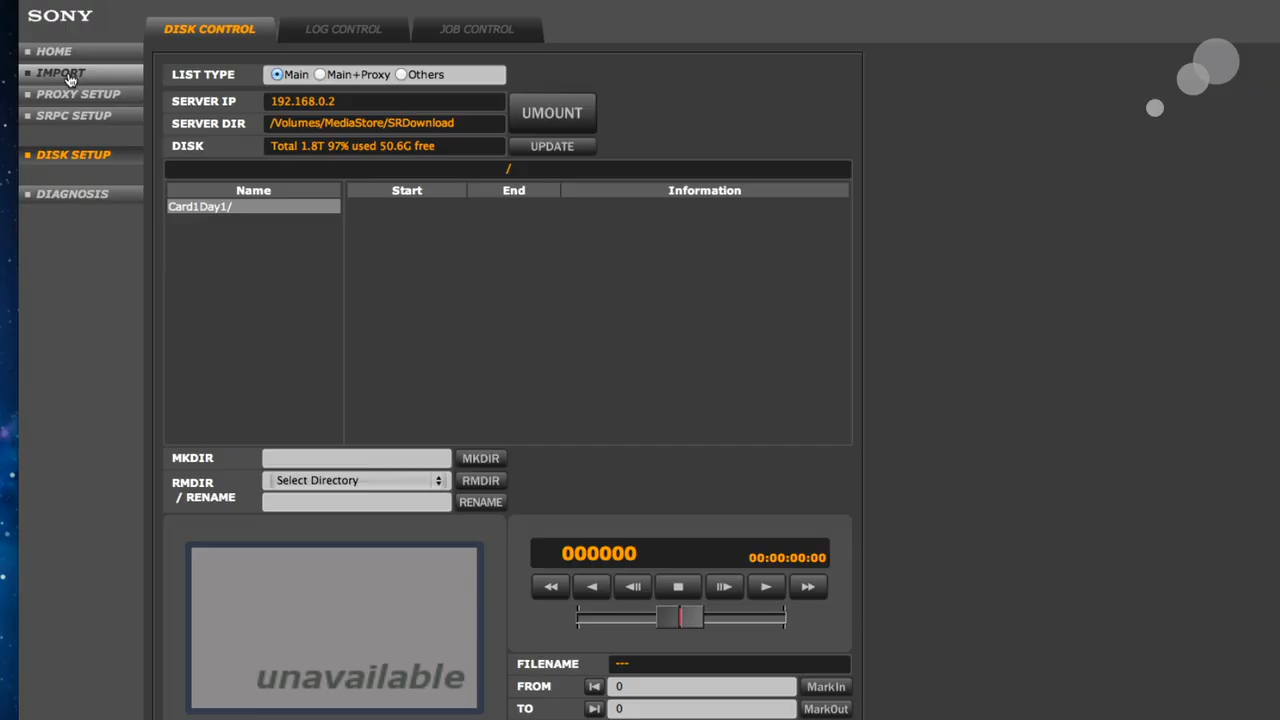 SONY
DISK CONTROL
LOG CONTROL
JOB CONTROL
HOME
IMPORT
PROXY SETUP
SRPC SETUP
DISK SETUP
DIAGNOSIS
LIST TYPE Main Main+Proxy Others
SERVER IP 192.168.0.2
UMOUNT
SERVER DIR /Volumes/MediaStore/SRDownload
DISK Total 1.8T 97% used 50.6G free UPDATE
/
Name Start End Information
Card1Day1/
MKDIR MKDIR
RMDIR Select Directory RMDIR
/ RENAME RENAME
unavailable
000000 00:00:00:00
FILENAME ---
FROM 0 MarkIn
TO 0 MarkOut